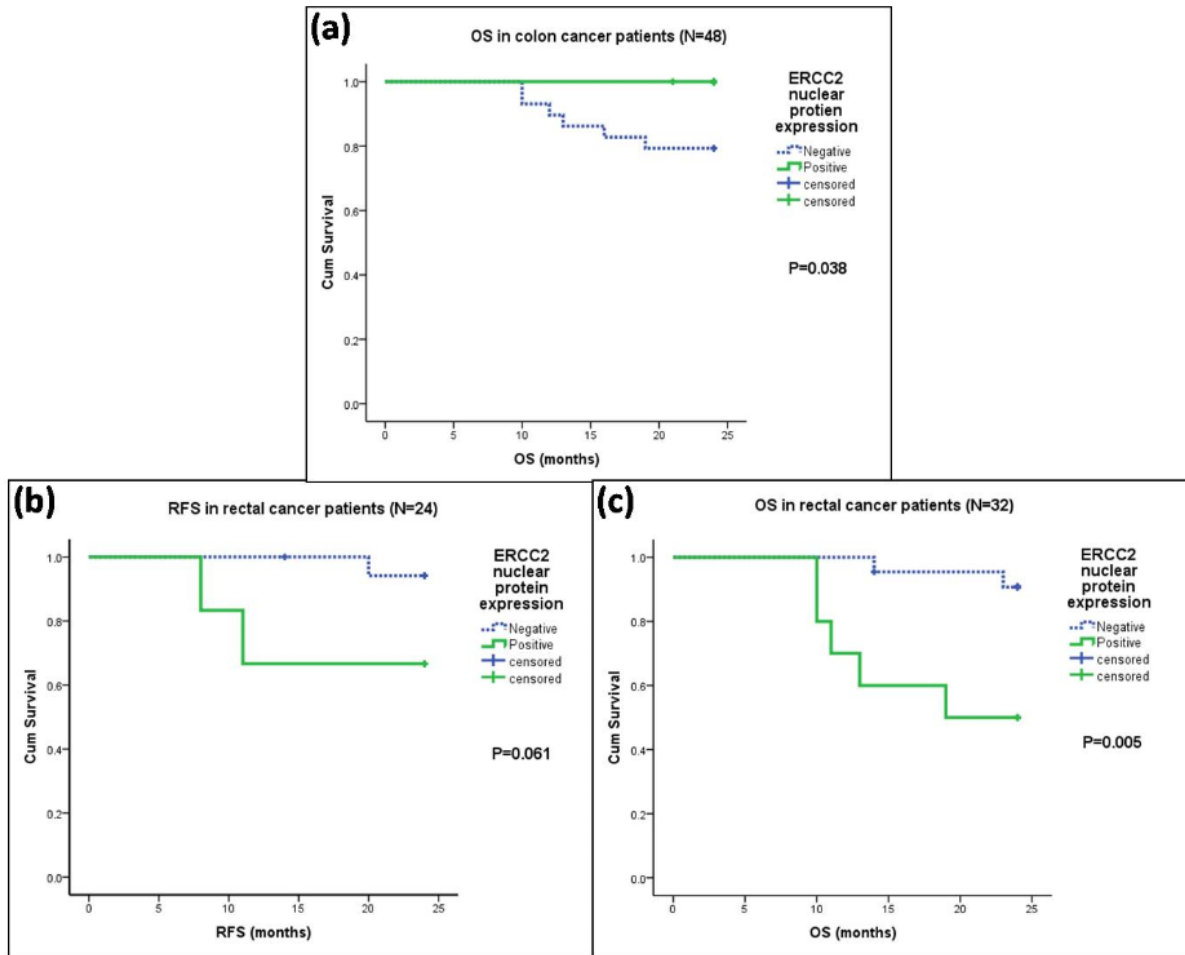 (a)
OS in colon cancer patients (N=48)
ERCC2
nuclear
protien
expression
Negative
Positive
censored
censored
P=0.038
Cum Survival
1.0
0.8
0.6
0.4
0.2
0.0
0 5 10 15 20 25
OS (months)
(b)
RFS in rectal cancer patients (N=24)
ERCC2
nuclear
protein
expression
Negative
Positive
censored
censored
P=0.061
Cum Survival
1.0
0.8
0.6
0.4
0.2
0.0
0 5 10 15 20 25
RFS (months)
(c)
OS in rectal cancer patients (N=32)
ERCC2
nuclear
protein
expression
Negative
Positive
censored
censored
P=0.005
Cum Survival
1.0
0.8
0.6
0.4
0.2
0.0
0 5 10 15 20 25
OS (months)